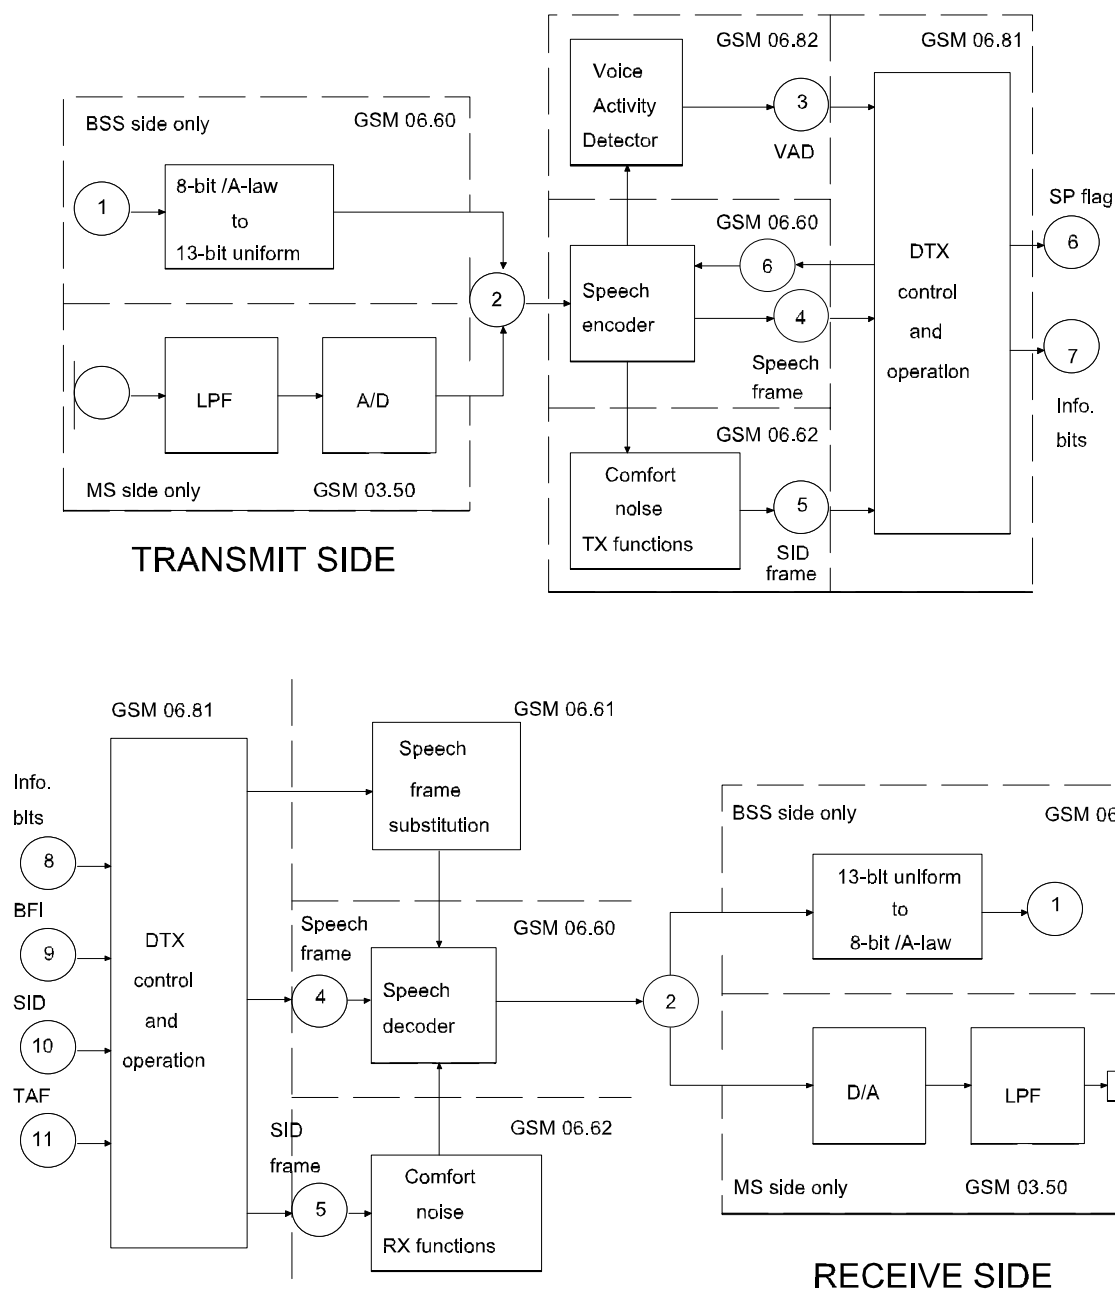 GSM 06.82
GSM 06.81
Voice
Activity
Detector
3
VAD
BSS side only
GSM 06.60
1
8-bit /A-law
to
13-bit uniform
2
GSM 06.60
Speech
encoder
6
4
Speech
frame
DTX
control
and
operation
SP flag
6
7
Info.
bits
LPF
A/D
MS side only
GSM 03.50
GSM 06.62
Comfort
noise
TX functions
5
SID
frame
TRANSMIT SIDE
GSM 06.81
GSM 06.61
Info.
bits
8
BFI
9
SID
10
TAF
11
DTX
control
and
operation
Speech
frame
substitution
Speech
frame
4
GSM 06.60
Speech
decoder
2
SID
frame
5
GSM 06.62
Comfort
noise
RX functions
BSS side only
GSM 06
13-bit uniform
to
8-bit /A-law
1
D/A
LPF
MS side only
GSM 03.50
RECEIVE SIDE